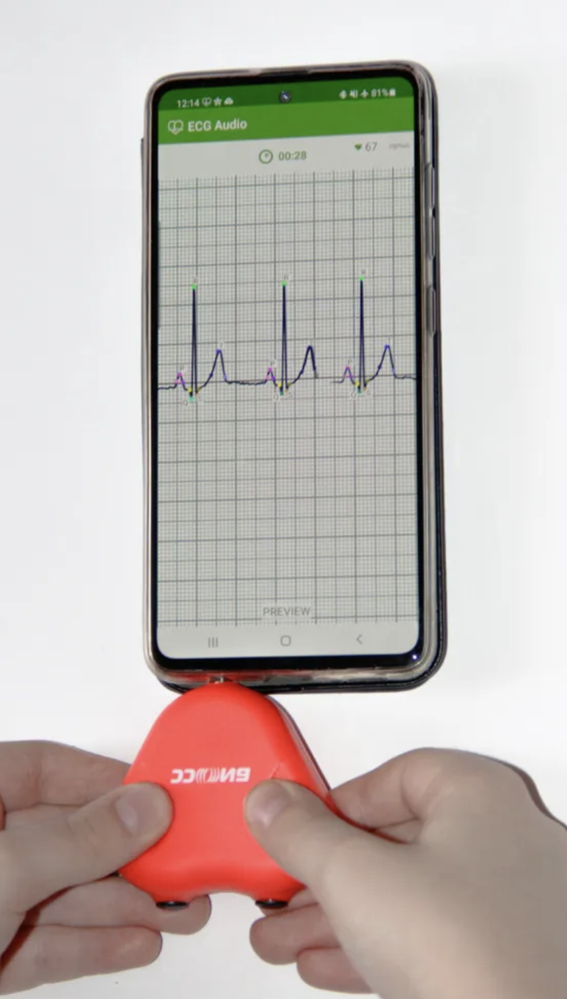 12:14 81%
ECG Audio
00:28 67
R R R
P P
Q Q
PREVIEW